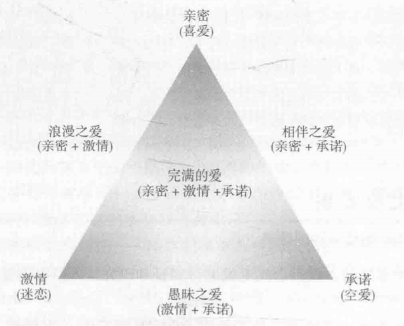 亲密
(喜爱)
浪漫之爱
(亲密 + 激情)
相伴之爱
(亲密 + 承诺)
完满的爱
(亲密 + 激情 +承诺)
激情
(迷恋)
愚昧之爱
(激情 + 承诺)
承诺
(空爱)